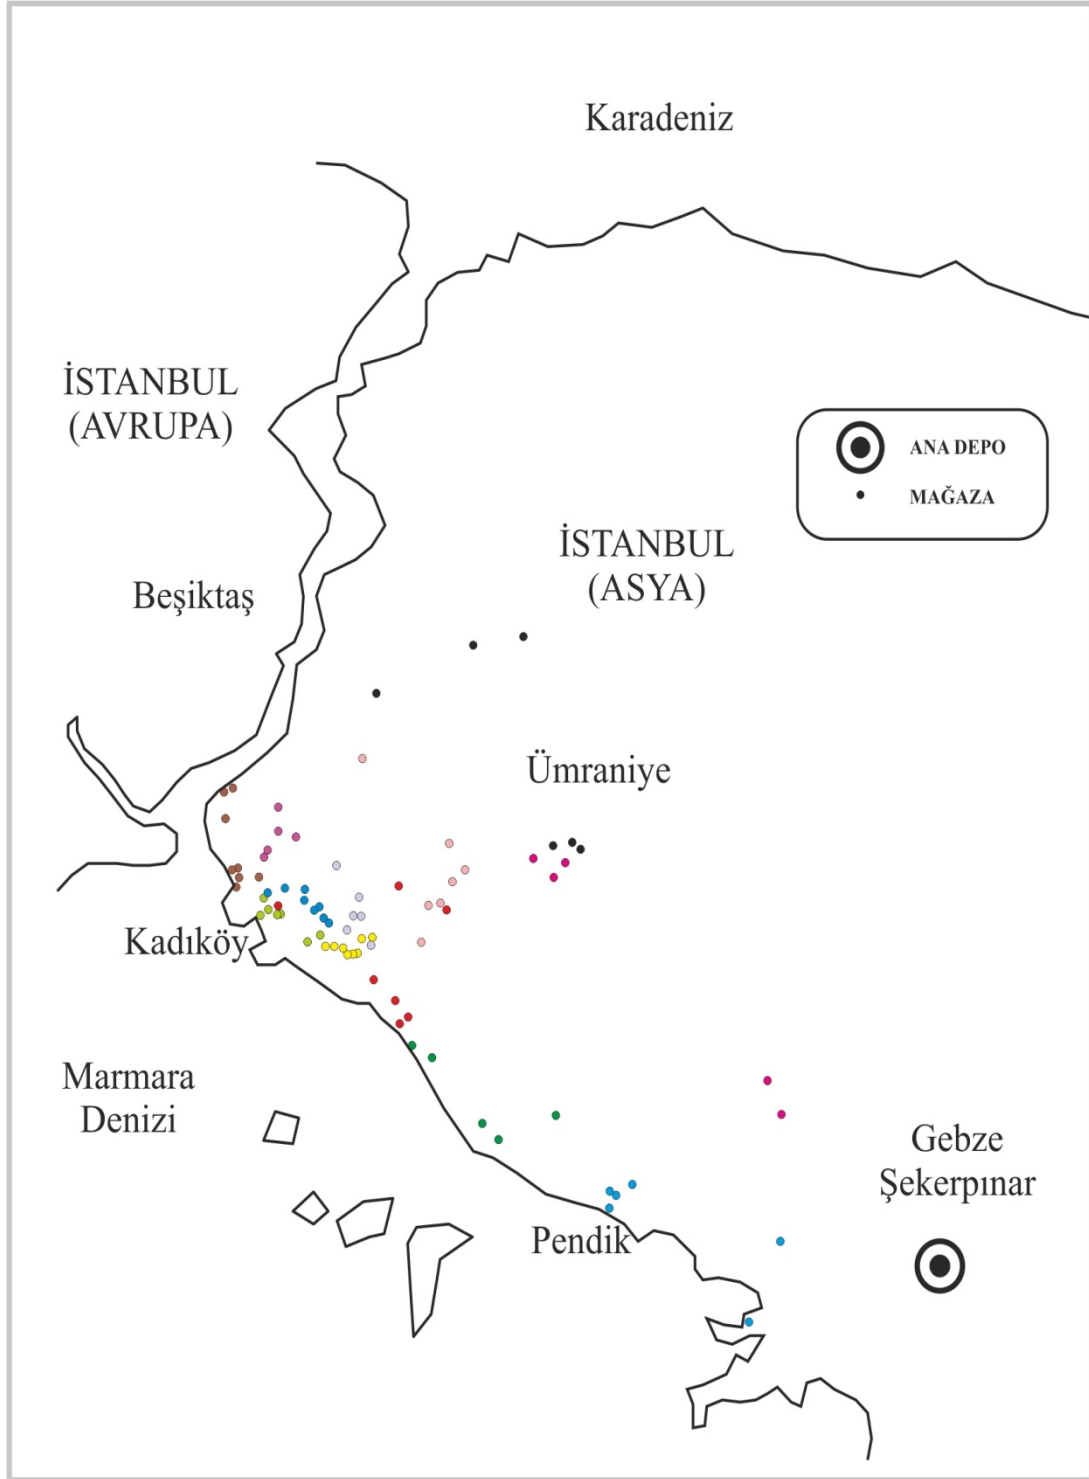 Karadeniz
İSTANBUL
(AVRUPA)
ANA DEPO
MAĞAZA
İSTANBUL
(ASYA)
Beşiktaş
Ümraniye
Kadıköy
Marmara
Denizi
Gebze
Şekerpınar
Pendik